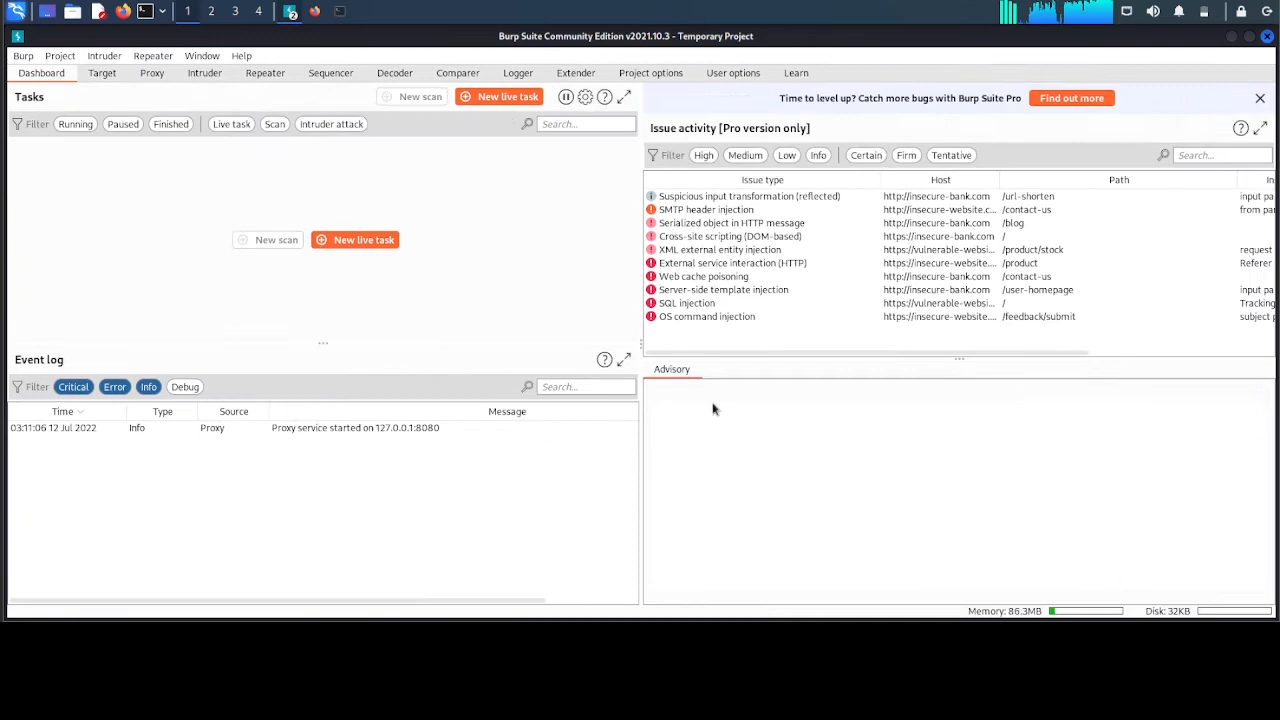 1 2 3 4 2
Burp Suite Community Edition v2021.10.3 - Temporary Project
Burp Project Intruder Repeater Window Help
Dashboard Target Proxy Intruder Repeater Sequencer Decoder Comparer Logger Extender Project options User options Learn
Tasks
New scan New live task
Filter Running Paused Finished Live task Scan Intruder attack Search...
New scan New live task
Event log
Filter Critical Error Info Debug Search...
Time Type Source Message
03:11:06 12 Jul 2022 Info Proxy Proxy service started on 127.0.0.1:8080
Time to level up? Catch more bugs with Burp Suite Pro Find out more
Issue activity [Pro version only]
Filter High Medium Low Info Certain Firm Tentative Search...
Issue type Host Path In
Suspicious input transformation (reflected) http://insecure-bank.com /url-shorten input pa
SMTP header injection http://insecure-website.c... /contact-us from par
Serialized object in HTTP message http://insecure-bank.com /blog
Cross-site scripting (DOM-based) http://insecure-bank.com /
XML external entity injection https://vulnerable-websi... /product/stock request
External service interaction (HTTP) https://insecure-website.... /product Referer
Web cache poisoning http://insecure-bank.com /contact-us
Server-side template injection http://insecure-bank.com /user-homepage input pa
SQL injection https://vulnerable-websi... / Tracking
OS command injection https://insecure-website.... /feedback/submit subject p
Advisory
Memory: 86.3MB Disk: 32KB